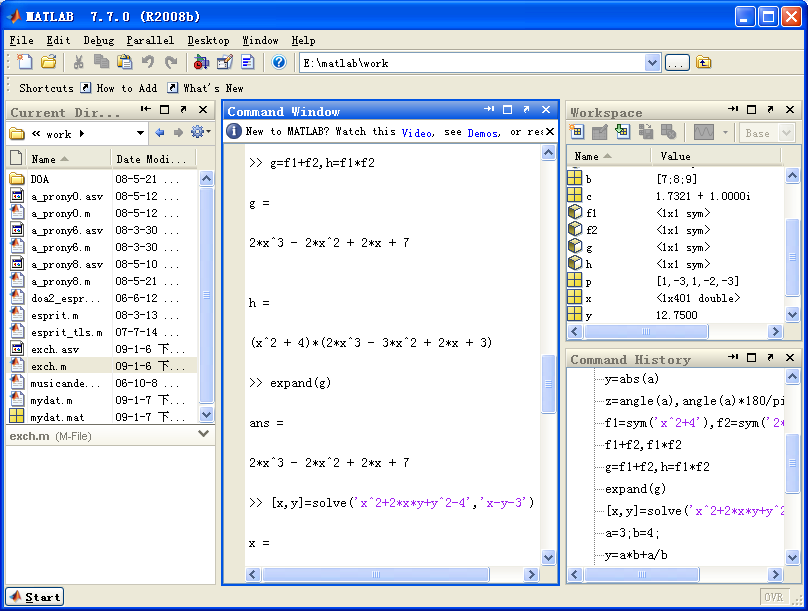 MATLAB 7.7.0 (R2008b)
File Edit Debug Parallel Desktop Window Help
E:\matlab\work
...
Shortcuts How to Add What's New
Current Dir...
« work
Name Date Modi...
DOA 08-5-21 ...
a_prony0.asv 08-5-12 ...
a_prony0.m 08-5-12 ...
a_prony6.asv 08-3-30 ...
a_prony6.m 08-3-30 ...
a_prony8.asv 08-5-10 ...
a_prony8.m 08-5-21 ...
doa2_espr... 06-6-12 ...
esprit.m 08-3-13 ...
esprit_tls.m 07-7-14 ...
exch.asv 09-1-6 下...
exch.m 09-1-6 下...
musicande... 06-10-8 ...
mydat.m 09-1-7 下...
mydat.mat 09-1-7 下...
exch.m (M-File)
Command Window
New to MATLAB? Watch this Video, see Demos, or res
>> g=f1+f2,h=f1*f2
g =
2*x^3 - 2*x^2 + 2*x + 7
h =
(x^2 + 4)*(2*x^3 - 3*x^2 + 2*x + 3)
>> expand(g)
ans =
2*x^3 - 2*x^2 + 2*x + 7
>> [x,y]=solve('x^2+2*x*y+y^2-4','x-y-3')
x =
Workspace
Base
Name Value
b [7;8;9]
c 1.7321 + 1.0000i
f1 <1x1 sym>
f2 <1x1 sym>
g <1x1 sym>
h <1x1 sym>
p [1,-3,1,-2,-3]
x <1x401 double>
y 12.7500
Command History
y=abs(a)
z=angle(a),angle(a)*180/pi
f1=sym('x^2+4'),f2=sym('2*
f1+f2,f1*f2
g=f1+f2,h=f1*f2
expand(g)
[x,y]=solve('x^2+2*x*y+y^2
a=3;b=4;
y=a*b+a/b
Start
OVR